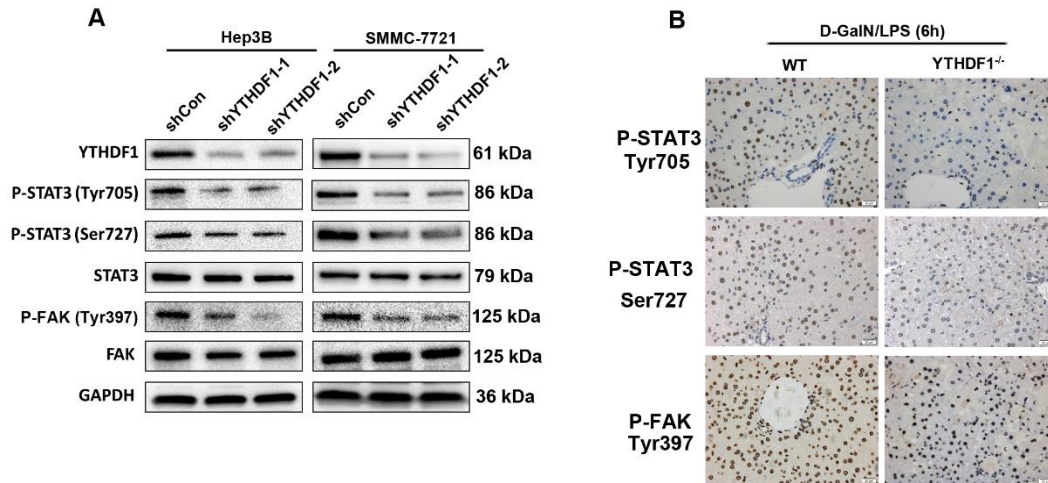 A
Hep3B SMMC-7721
shCon shYTHDF1-1 shYTHDF1-2 shCon shYTHDF1-1 shYTHDF1-2
YTHDF1 61 kDa
P-STAT3 (Tyr705) 86 kDa
P-STAT3 (Ser727) 86 kDa
STAT3 79 kDa
P-FAK (Tyr397) 125 kDa
FAK 125 kDa
GAPDH 36 kDa
B
D-GalN/LPS (6h)
WT YTHDF1-/-
P-STAT3
Tyr705
P-STAT3
Ser727
P-FAK
Tyr397